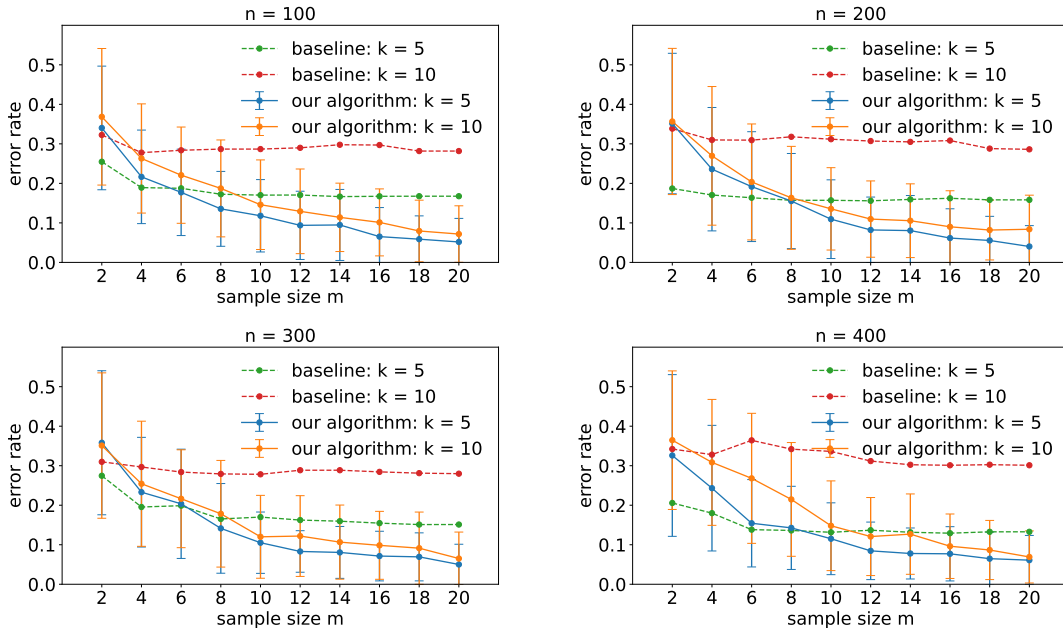 n = 100
error rate
0.5
0.4
0.3
0.2
0.1
0.0
baseline: k = 5
baseline: k = 10
our algorithm: k = 5
our algorithm: k = 10
2 4 6 8 10 12 14 16 18 20
sample size m
n = 200
error rate
0.5
0.4
0.3
0.2
0.1
0.0
baseline: k = 5
baseline: k = 10
our algorithm: k = 5
our algorithm: k = 10
2 4 6 8 10 12 14 16 18 20
sample size m
n = 300
error rate
0.5
0.4
0.3
0.2
0.1
0.0
baseline: k = 5
baseline: k = 10
our algorithm: k = 5
our algorithm: k = 10
2 4 6 8 10 12 14 16 18 20
sample size m
n = 400
error rate
0.5
0.4
0.3
0.2
0.1
0.0
baseline: k = 5
baseline: k = 10
our algorithm: k = 5
our algorithm: k = 10
2 4 6 8 10 12 14 16 18 20
sample size m